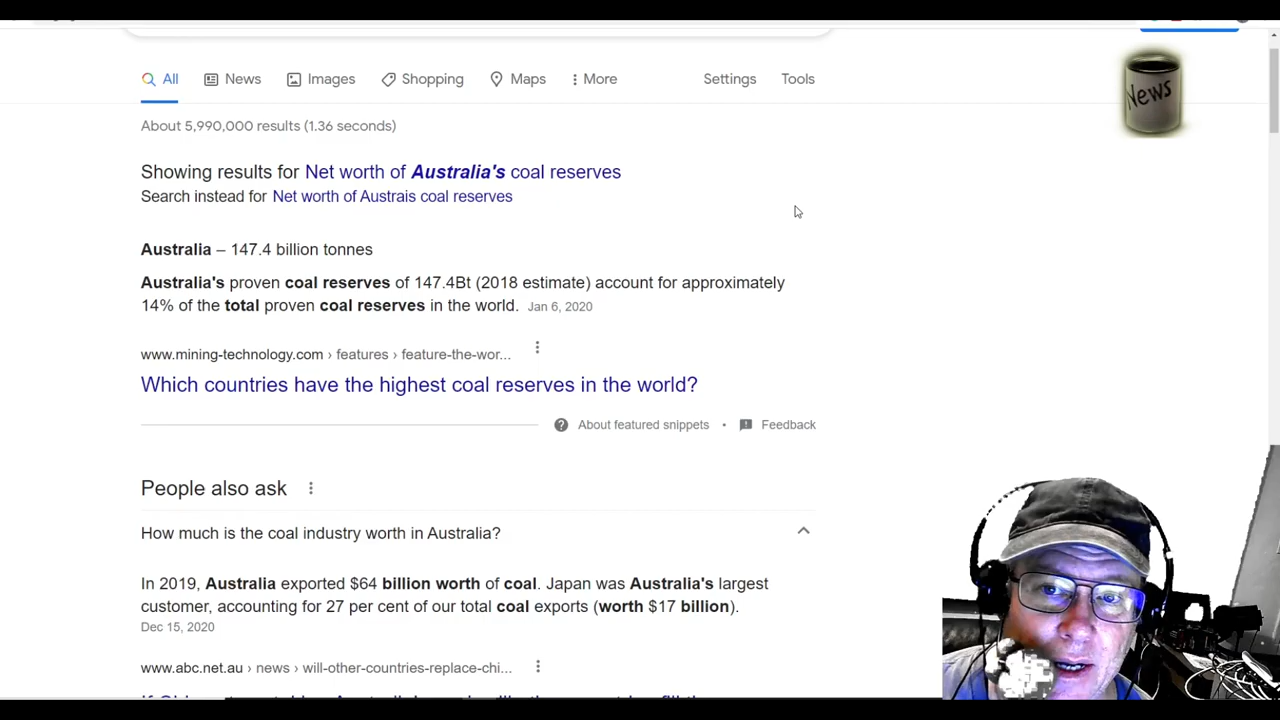 All News Images Shopping Maps More Settings Tools
News
About 5,990,000 results (1.36 seconds)
Showing results for Net worth of Australia's coal reserves
Search instead for Net worth of Austrais coal reserves
Australia – 147.4 billion tonnes
Australia's proven coal reserves of 147.4Bt (2018 estimate) account for approximately
14% of the total proven coal reserves in the world. Jan 6, 2020
www.mining-technology.com › features › feature-the-wor...
Which countries have the highest coal reserves in the world?
About featured snippets • Feedback
People also ask
How much is the coal industry worth in Australia?
In 2019, Australia exported $64 billion worth of coal. Japan was Australia's largest
customer, accounting for 27 per cent of our total coal exports (worth $17 billion).
Dec 15, 2020
www.abc.net.au › news › will-other-countries-replace-chi...